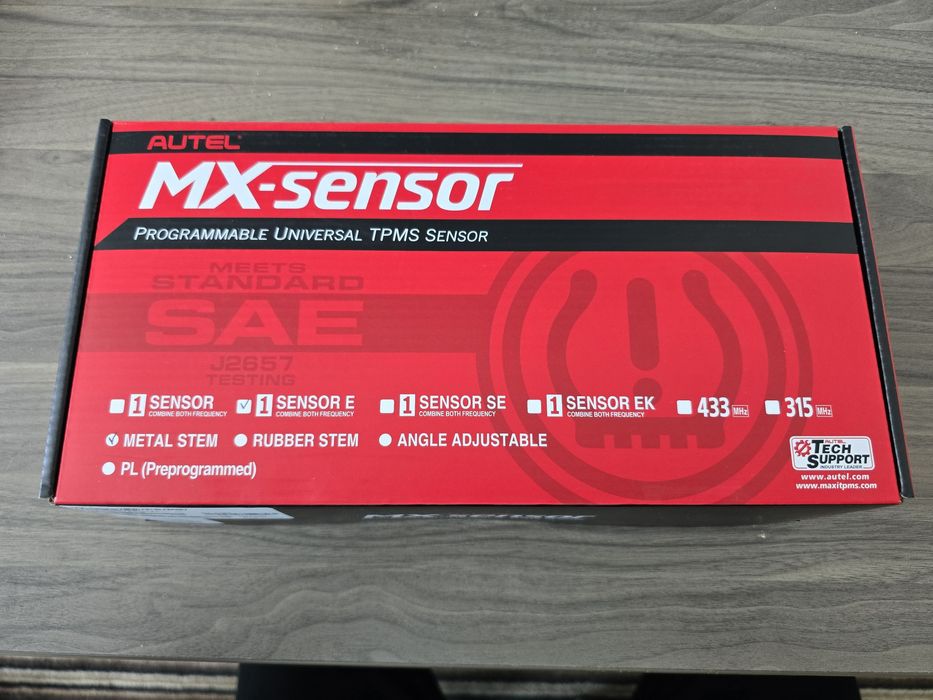 AUTEL®
MX-sensor
PROGRAMMABLE UNIVERSAL TPMS SENSOR
MEETS
STANDARD
SAE
J2657
TESTING
1 SENSOR COMBINE BOTH FREQUENCY
1 SENSOR E COMBINE BOTH FREQUENCY
1 SENSOR SE COMBINE BOTH FREQUENCY
1 SENSOR EK COMBINE BOTH FREQUENCY
433 MHz
315 MHz
METAL STEM
RUBBER STEM
ANGLE ADJUSTABLE
PL (Preprogrammed)
AUTEL
TECH
SUPPORT
INDUSTRY LEADER
www.autel.com
www.maxitpms.com
MX-sensor